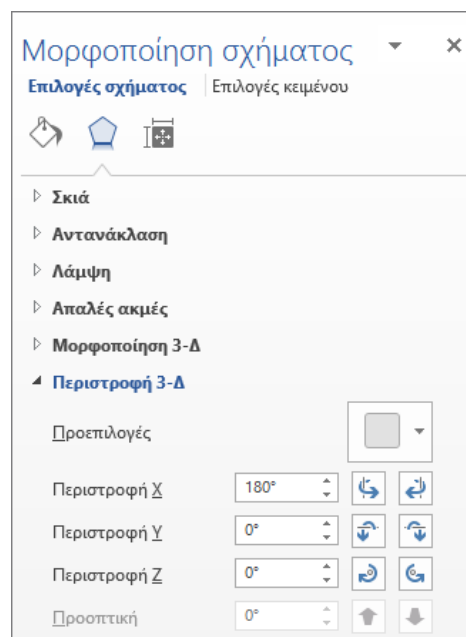 Μορφοποίηση σχήματος
Επιλογές σχήματος Επιλογές κειμένου
Σκιά
Αντανάκλαση
Λάμψη
Απαλές ακμές
Μορφοποίηση 3-Δ
Περιστροφή 3-Δ
Προεπιλογές
Περιστροφή X 180°
Περιστροφή Y 0°
Περιστροφή Z 0°
Προοπτική 0°